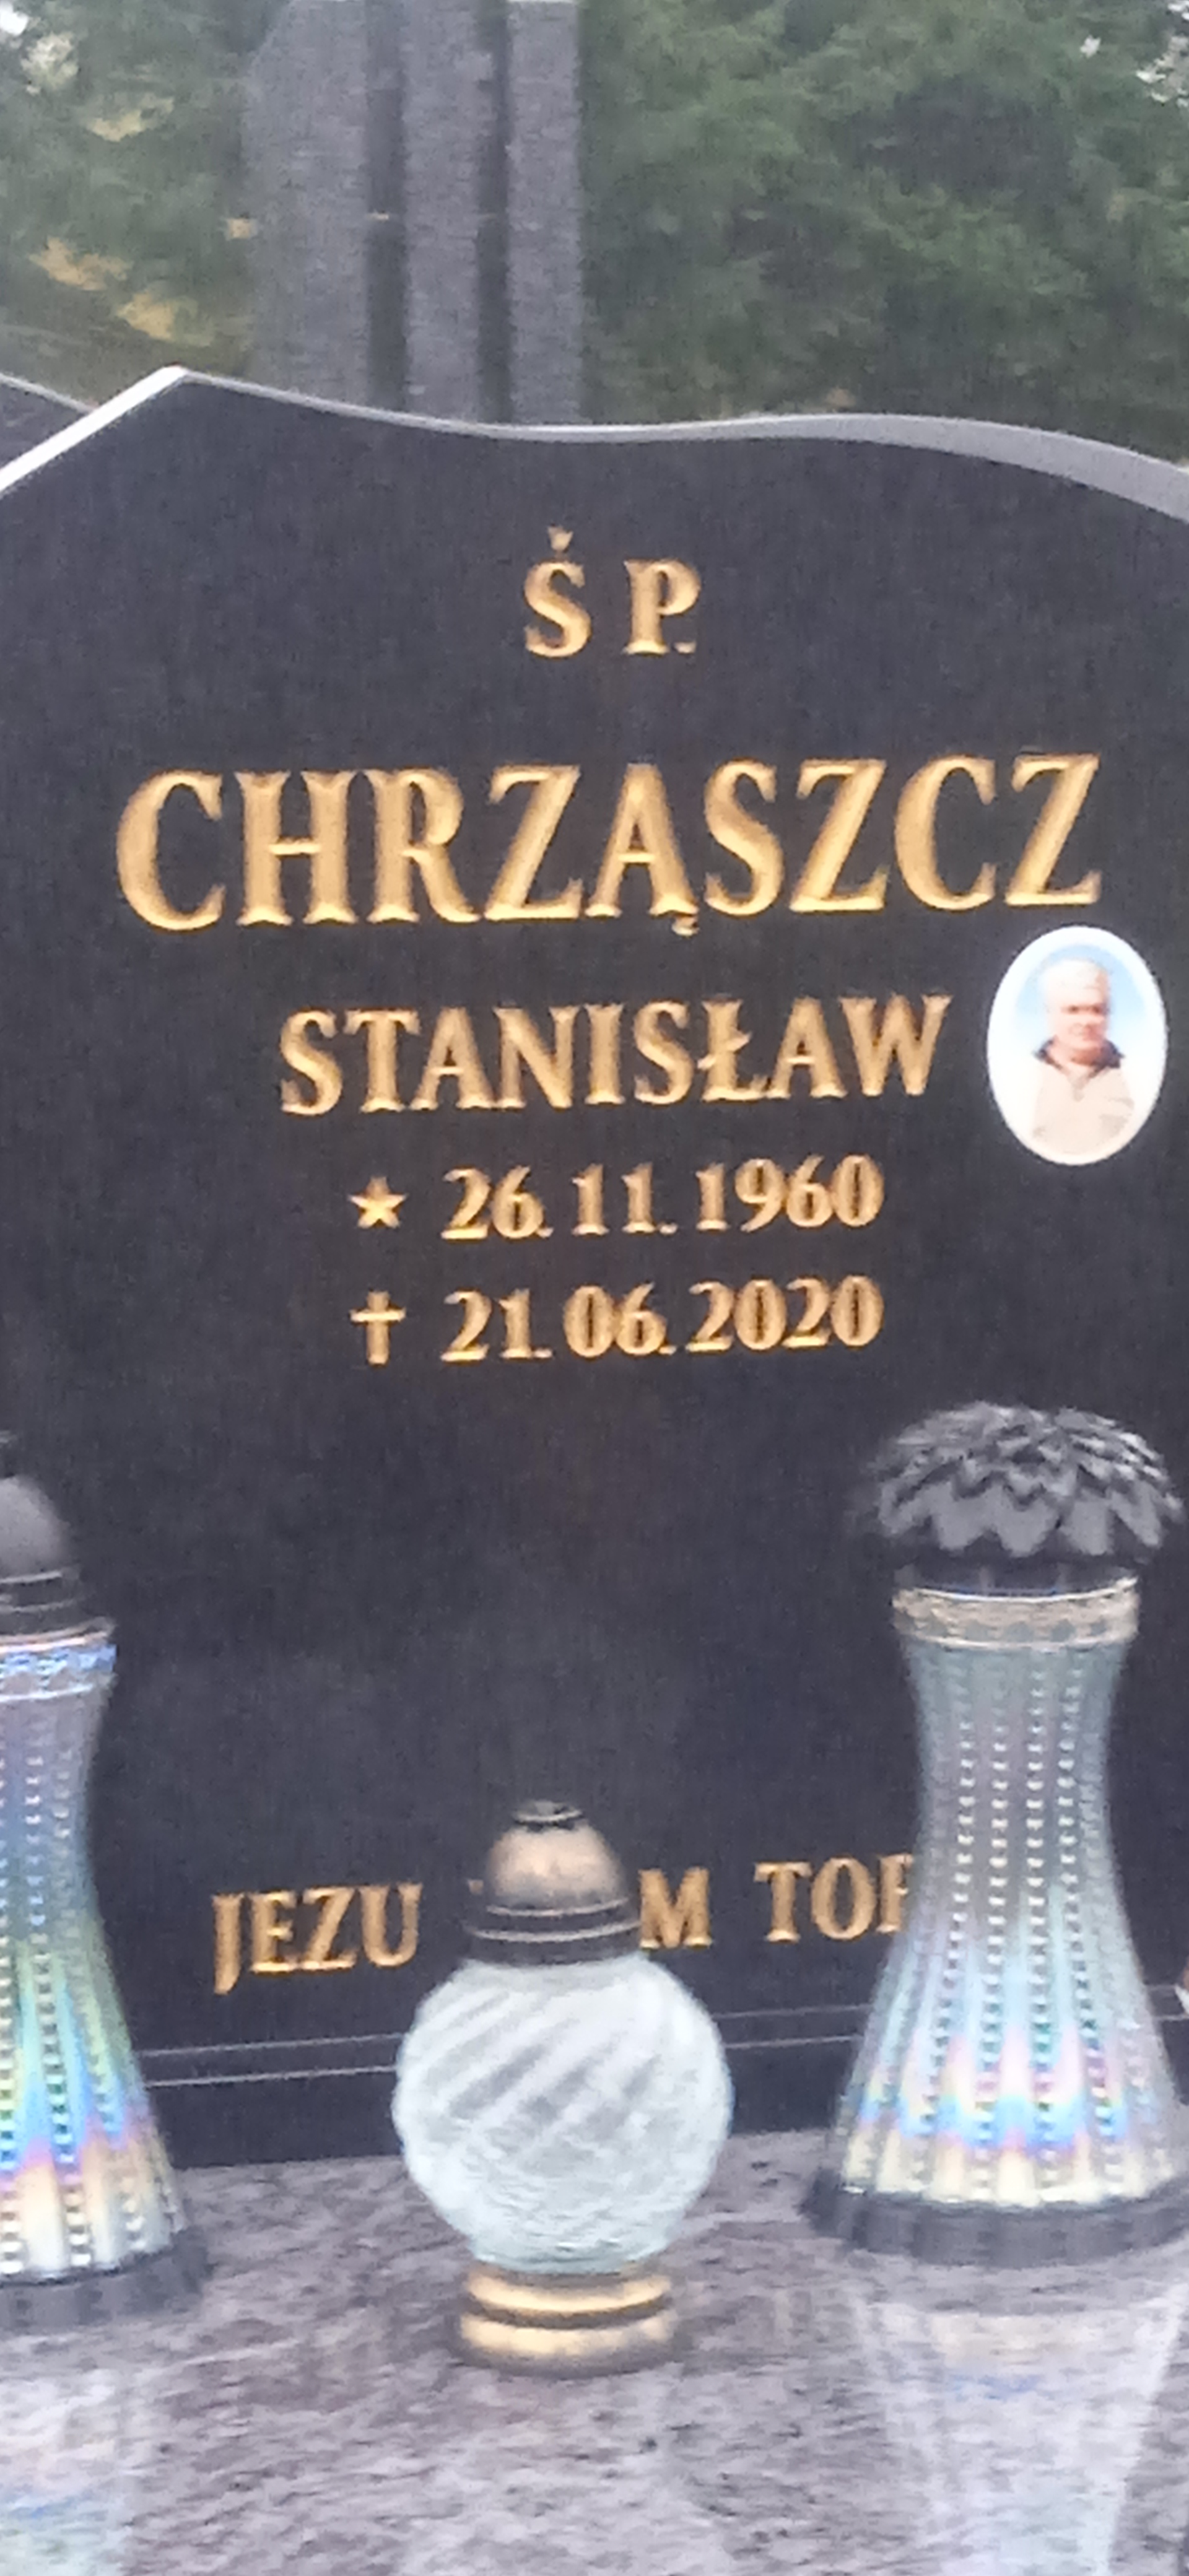 Ś P.
CHRZĄSZCZ
STANISŁAW
★ 26.11.1960
† 21.06.2020
JEZU